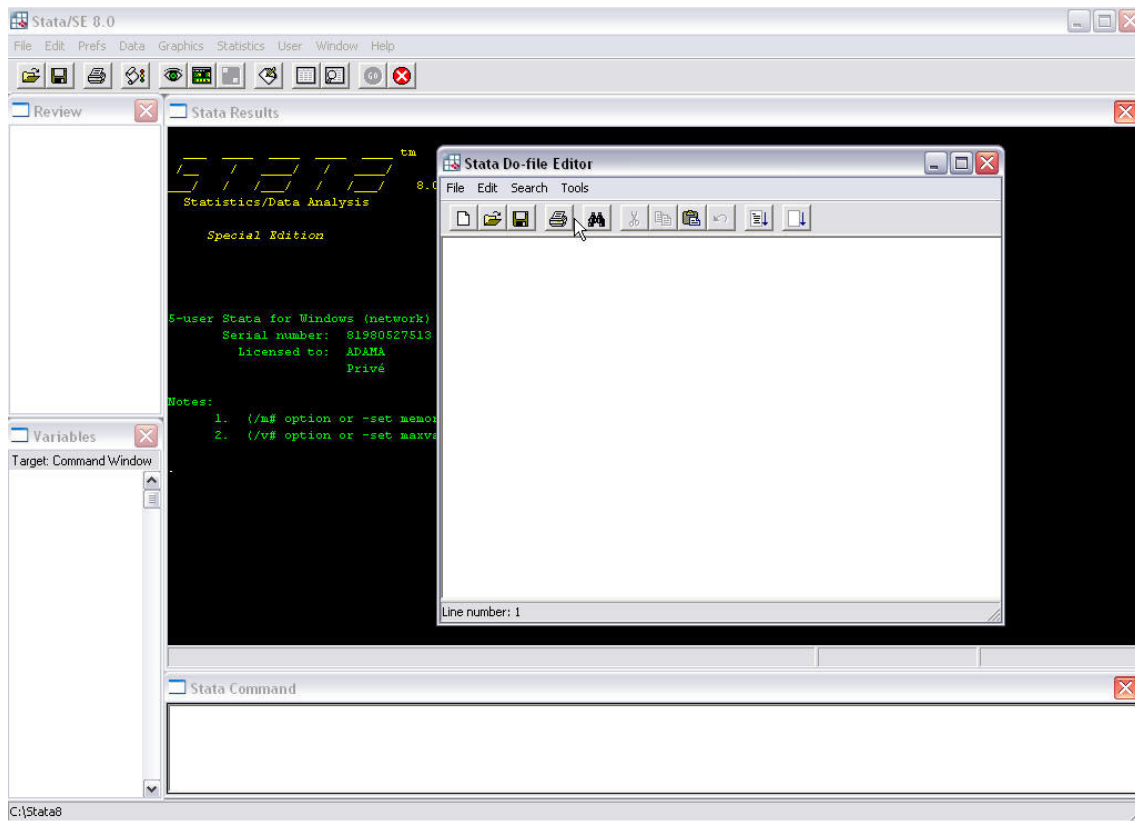 Stata/SE 8.0
File Edit Prefs Data Graphics Statistics User Window Help
GO
Review
Stata Results
STATA tm
8.0
Statistics/Data Analysis
Special Edition
5-user Stata for Windows (network)
Serial number: 81980527513
Licensed to: ADAMA
Privé
Notes:
1. (/m# option or -set memor
2. (/v# option or -set maxva
.
Variables
Target: Command Window
Stata Do-file Editor
File Edit Search Tools
Line number: 1
Stata Command
C:\Stata8